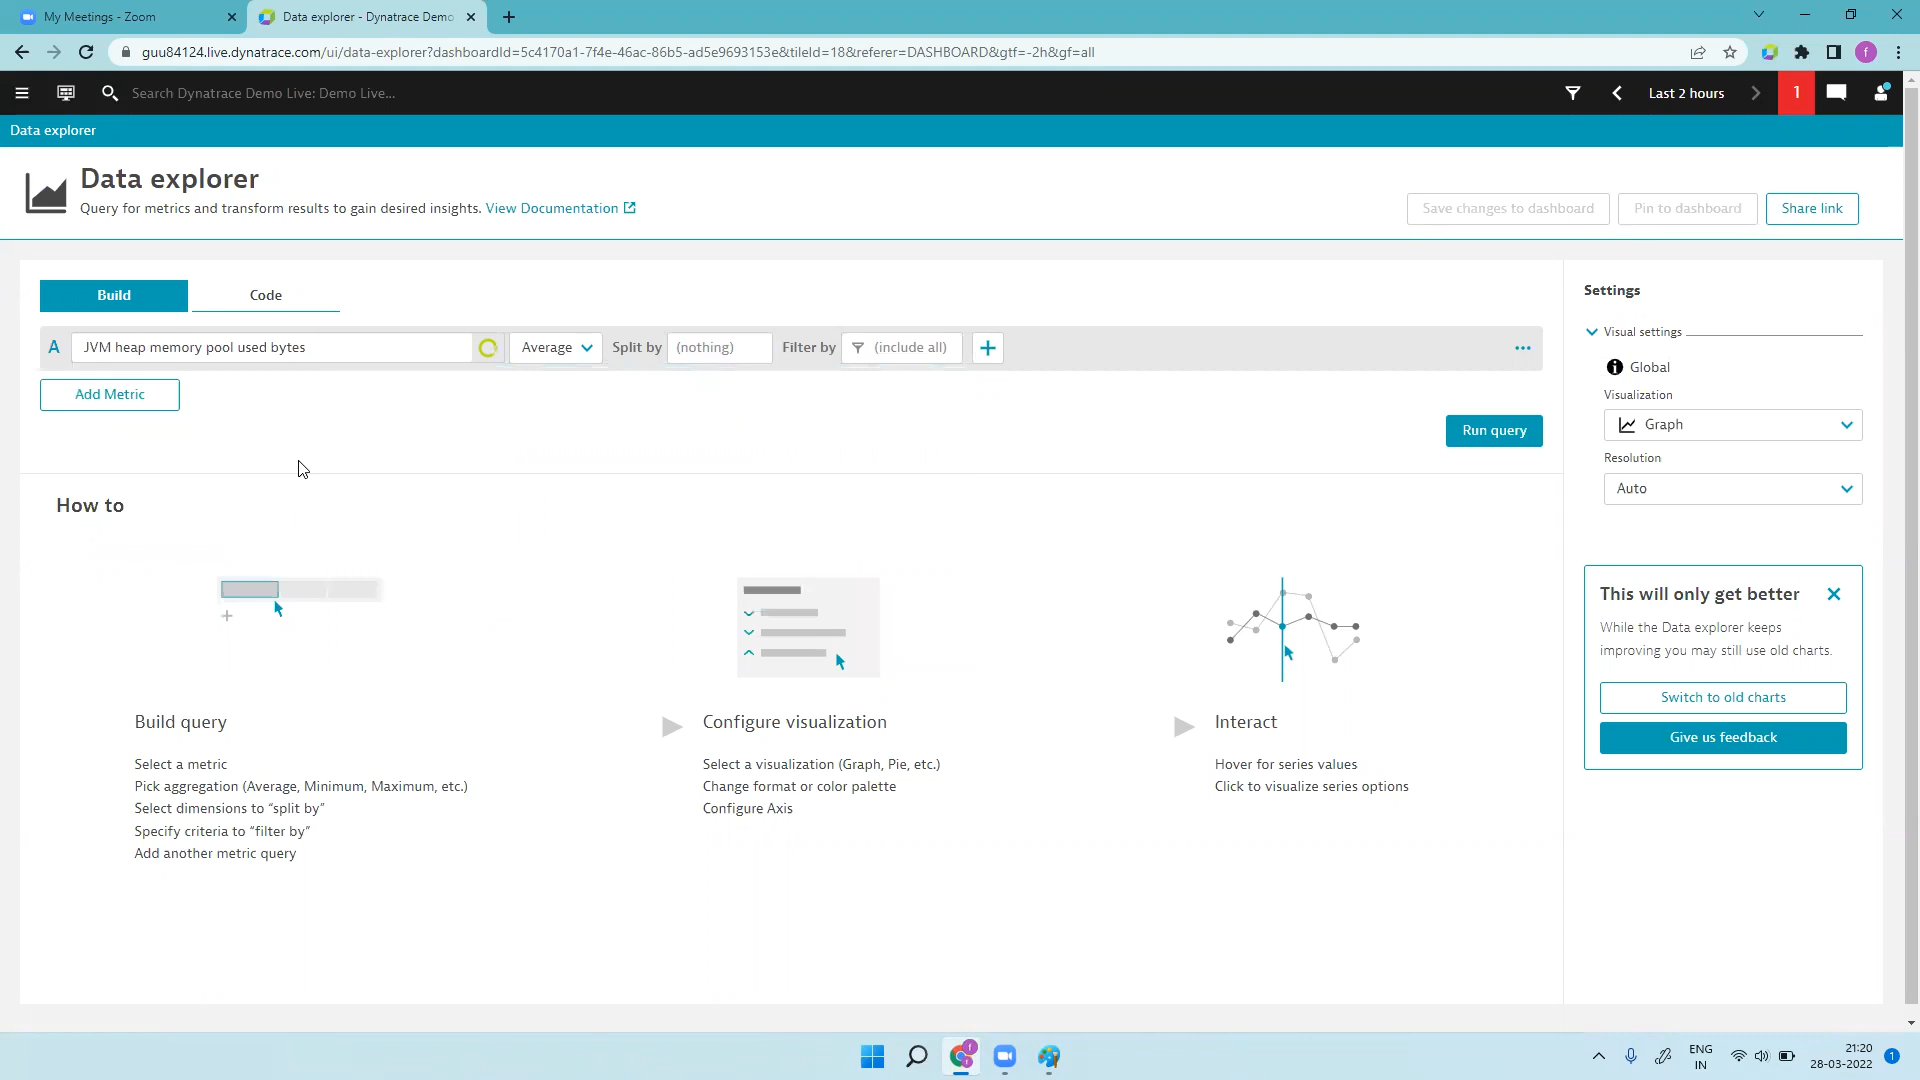 My Meetings - Zoom
Data explorer - Dynatrace Demo
guu84124.live.dynatrace.com/ui/data-explorer?dashboardId=5c4170a1-7f4e-46ac-86b5-ad5e9693153e&tileId=18&referer=DASHBOARD&gtf=-2h&gf=all
f
Search Dynatrace Demo Live: Demo Live...
Last 2 hours
1
Data explorer
Data explorer
Query for metrics and transform results to gain desired insights. View Documentation
Save changes to dashboard
Pin to dashboard
Share link
Build
Code
A
JVM heap memory pool used bytes
Average
Split by
(nothing)
Filter by
(include all)
Add Metric
Run query
Settings
Visual settings
Global
Visualization
Graph
Resolution
Auto
How to
Build query
Select a metric
Pick aggregation (Average, Minimum, Maximum, etc.)
Select dimensions to “split by”
Specify criteria to “filter by”
Add another metric query
Configure visualization
Select a visualization (Graph, Pie, etc.)
Change format or color palette
Configure Axis
Interact
Hover for series values
Click to visualize series options
This will only get better
While the Data explorer keeps
improving you may still use old charts.
Switch to old charts
Give us feedback
ENG
IN
21:20
28-03-2022
1